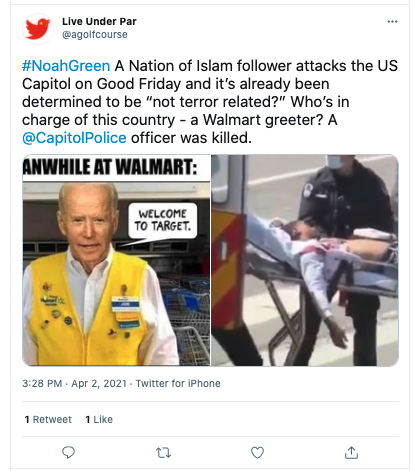 Live Under Par
@agolfcourse
#NoahGreen A Nation of Islam follower attacks the US
Capitol on Good Friday and it's already been
determined to be “not terror related?” Who's in
charge of this country - a Walmart greeter? A
@CapitolPolice officer was killed.
ANWHILE AT WALMART:
WELCOME
TO TARGET.
3:28 PM · Apr 2, 2021 · Twitter for iPhone
1 Retweet 1 Like